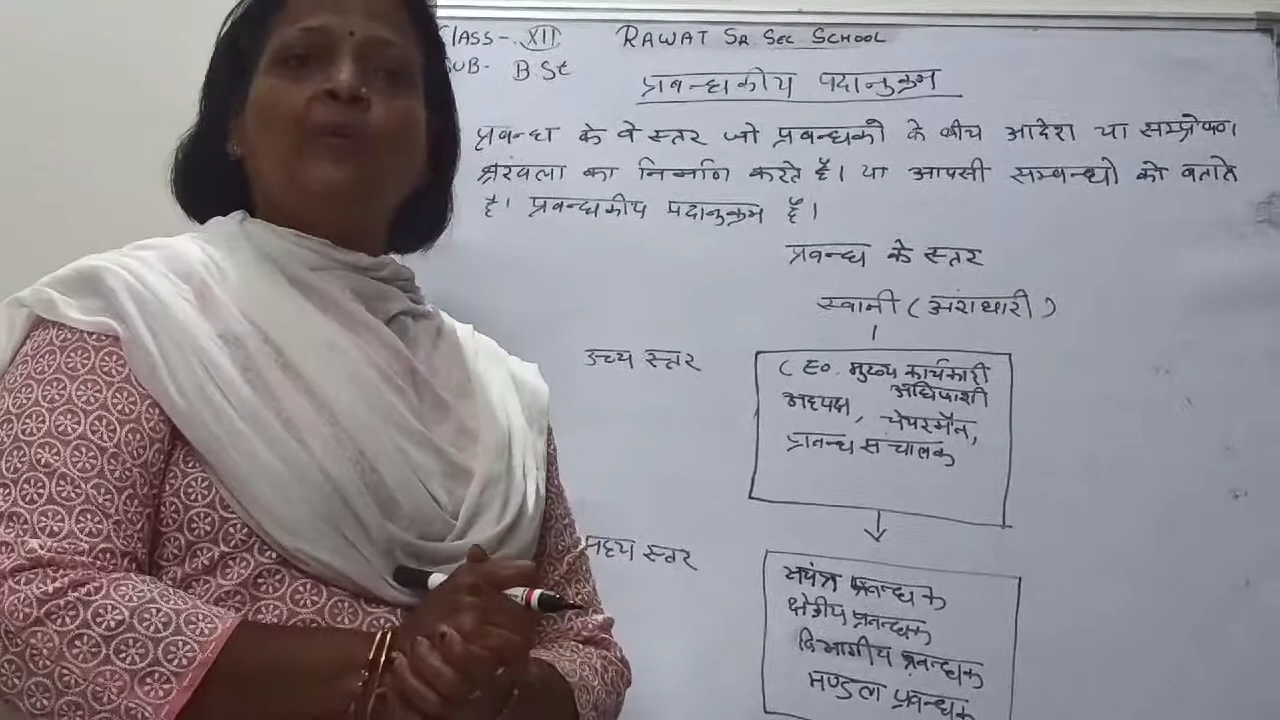 CLASS- XII RAWAT SR. SEC. SCHOOL
SUB- B.St
प्रबन्धकीय पदानुक्रम
प्रबन्धा के वे स्तर जो प्रबन्धको के बीच आदेश या सम्प्रेषण
श्रंखला का निर्माण करते है। या आपसी सम्बन्धो को बताते
है। प्रबन्धकीय पदानुक्रम है।
प्रबन्ध के स्तर
स्वामी (अंशधारी)
उच्च स्तर
CEO. मुख्य कार्यकारी
अधिशाशी
अध्यक्ष, चेयरमैन,
प्रबन्ध संचालक
मध्य स्तर
सयंत्र प्रबन्धक
क्षेत्रीय प्रबन्धक
विभागीय प्रबन्धक
मण्डल प्रबन्धक